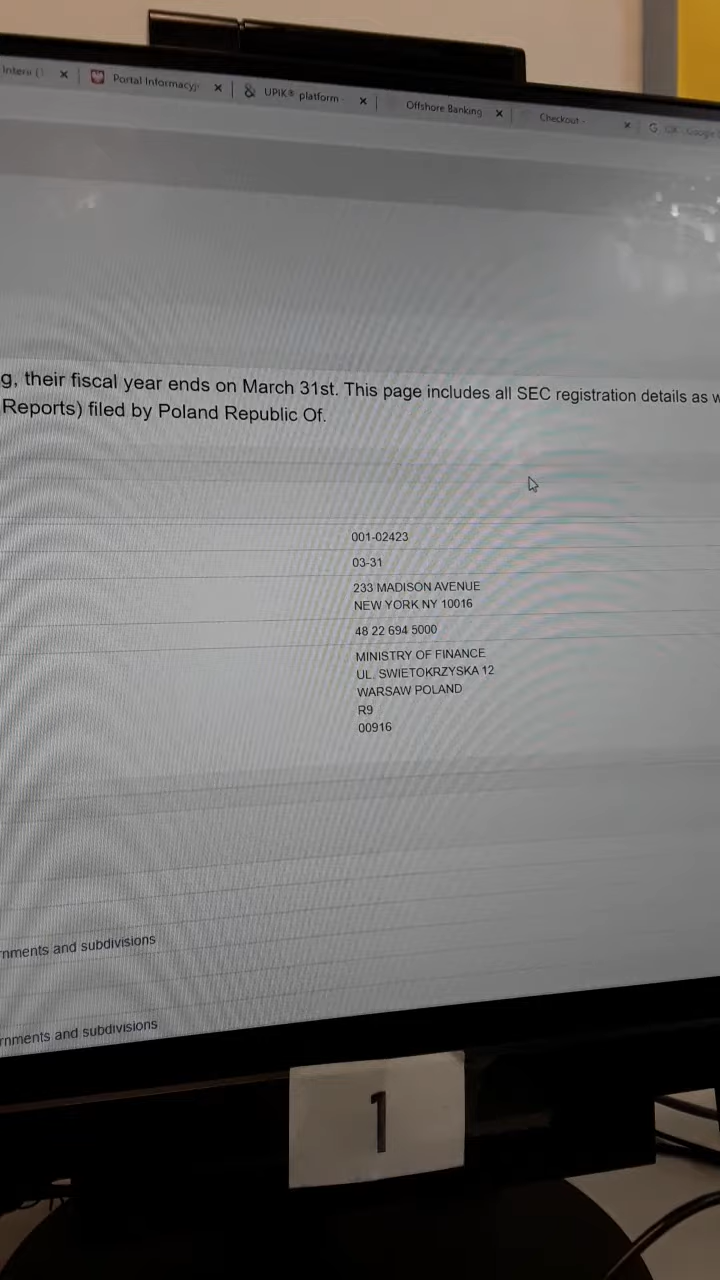 Intern (
Portal Informacyj
UPIK® platform -
Offshore Banking
Checkout -
g, their fiscal year ends on March 31st. This page includes all SEC registration details as w
Reports) filed by Poland Republic Of.
001-02423
03-31
233 MADISON AVENUE
NEW YORK NY 10016
48 22 694 5000
MINISTRY OF FINANCE
UL. SWIETOKRZYSKA 12
WARSAW POLAND
R9
00916
rnments and subdivisions
rnments and subdivisions
1